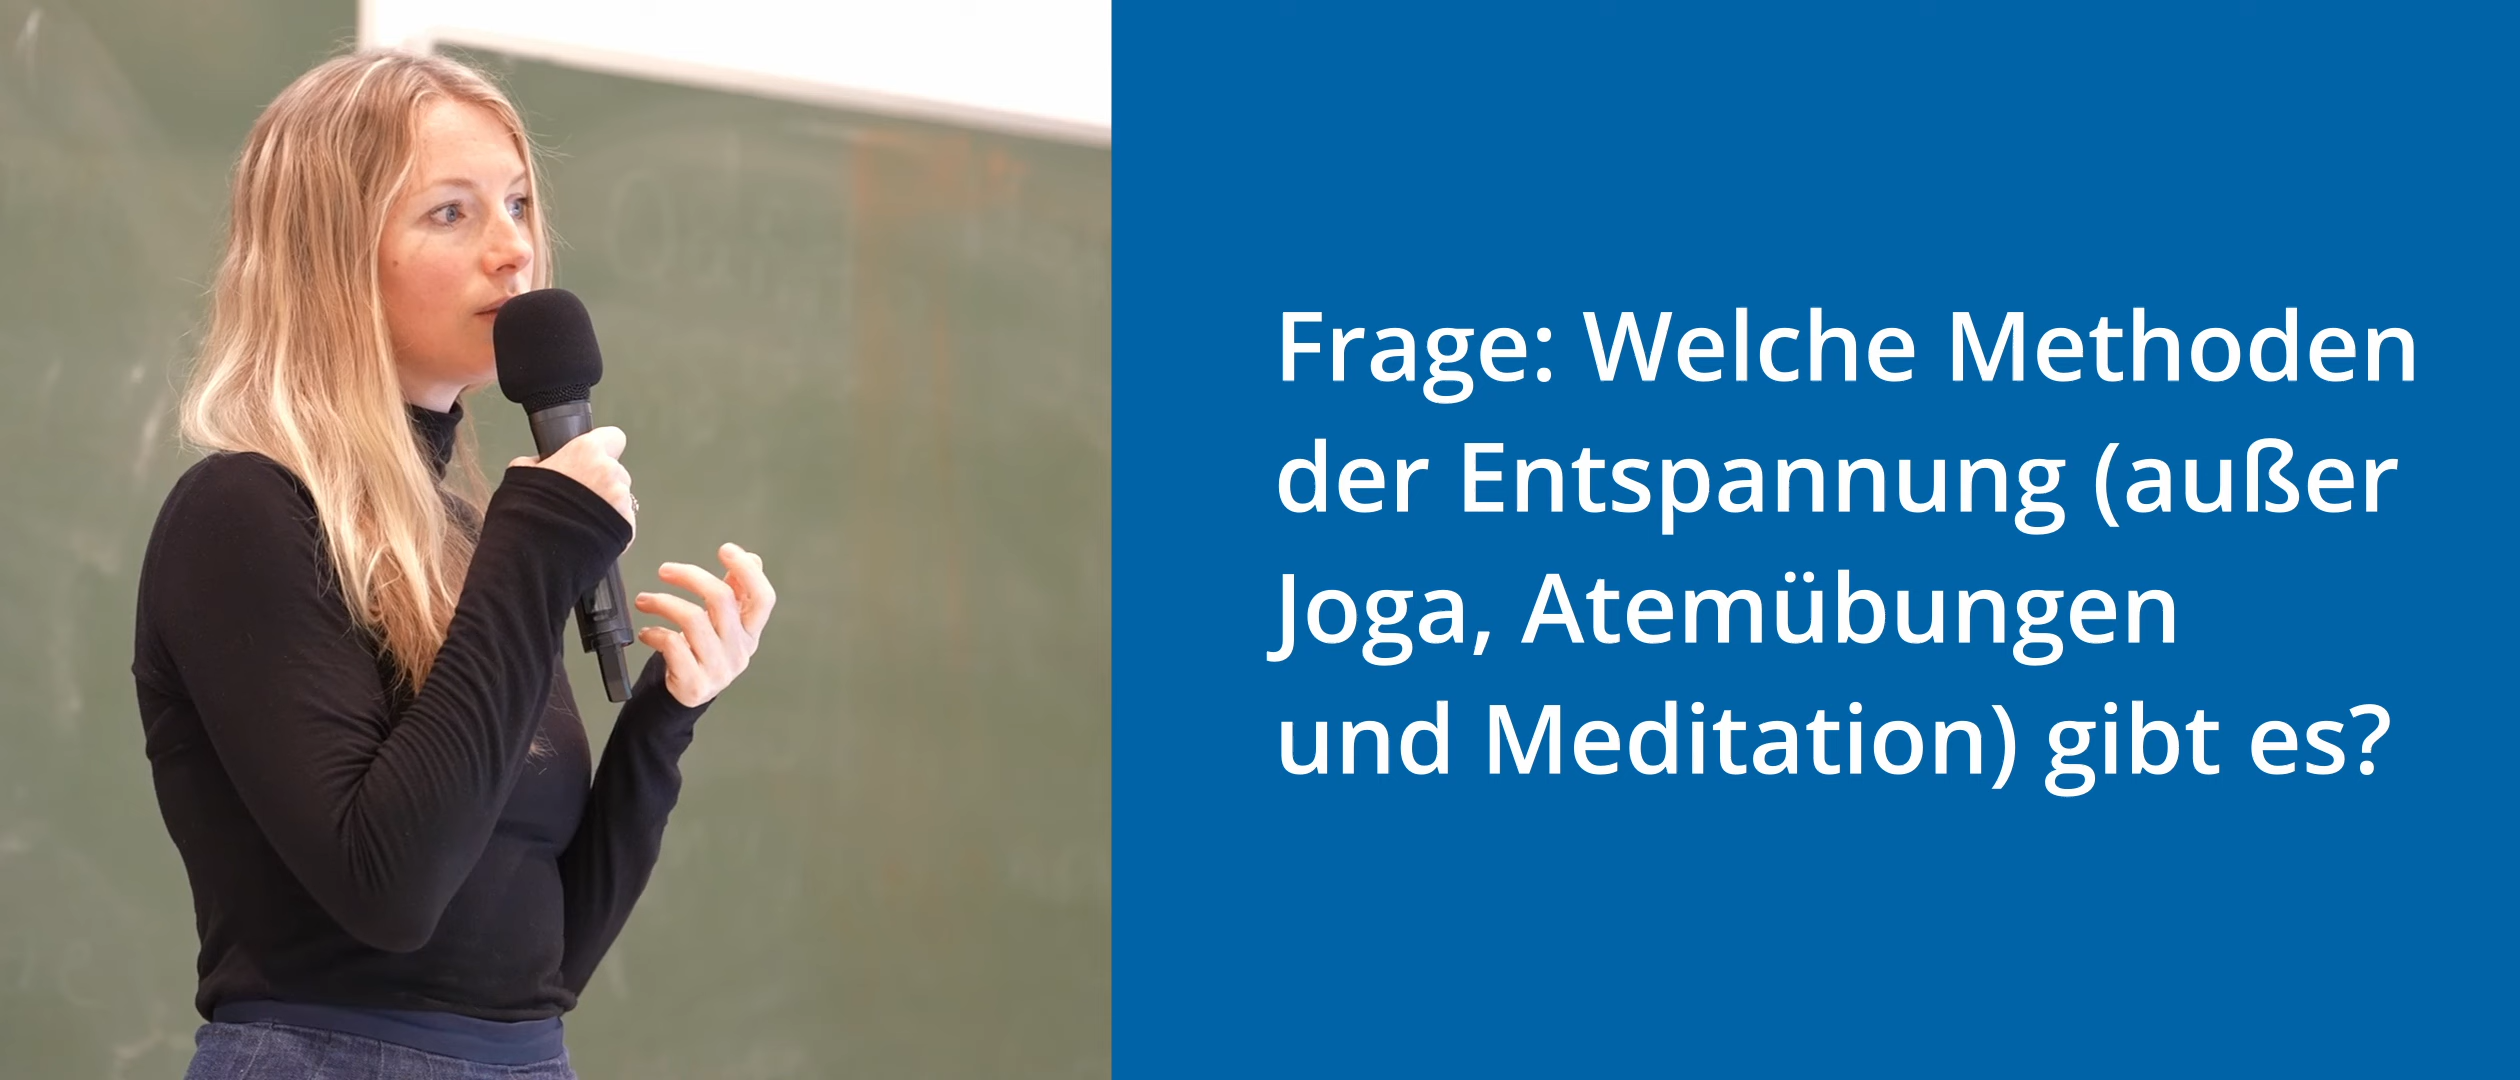 Frage: Welche Methoden
der Entspannung (außer
Joga, Atemübungen
und Meditation) gibt es?